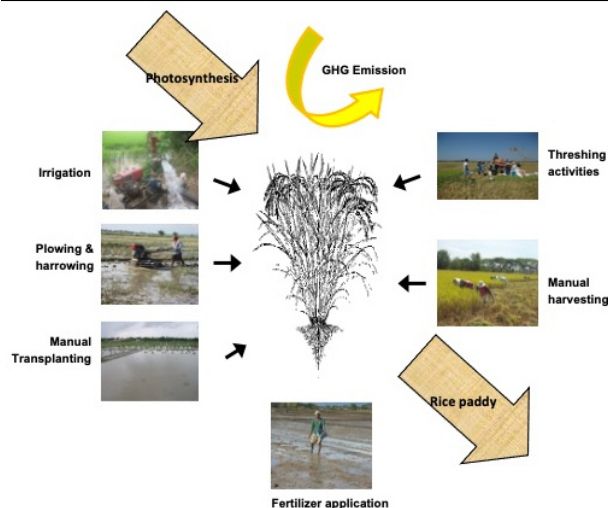 Photosynthesis
GHG Emission
Irrigation
Threshing
activities
Plowing &
harrowing
Manual
harvesting
Manual
Transplanting
Rice paddy
Fertilizer application